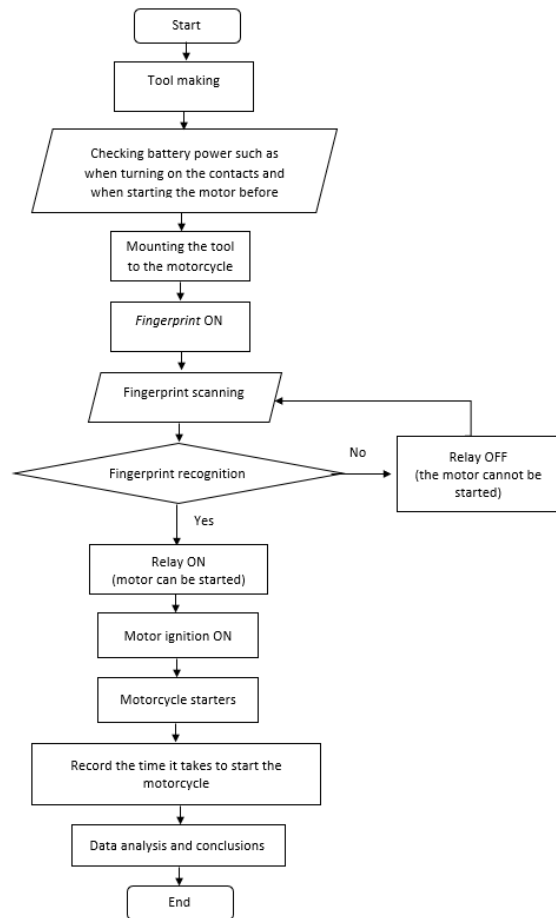 Start
Tool making
Checking battery power such as
when turning on the contacts and
when starting the motor before
Mounting the tool
to the motorcycle
Fingerprint ON
Fingerprint scanning
Fingerprint recognition
No
Relay OFF
(the motor cannot be
started)
Yes
Relay ON
(motor can be started)
Motor ignition ON
Motorcycle starters
Record the time it takes to start the
motorcycle
Data analysis and conclusions
End